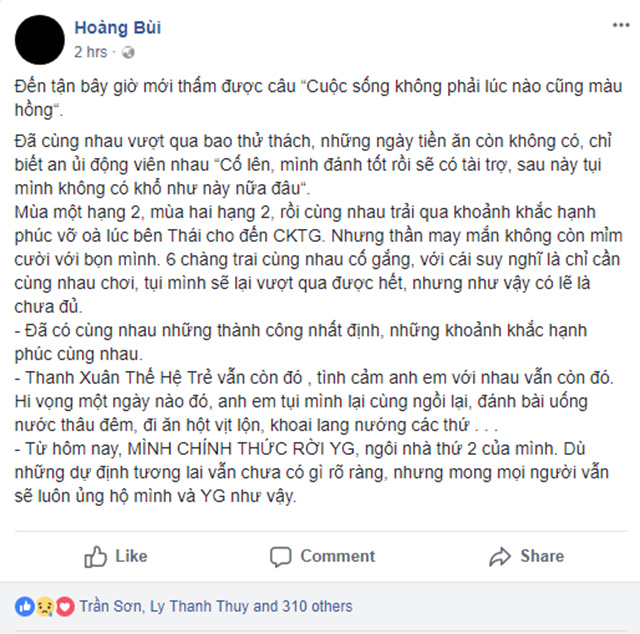 Hoàng Bùi
2 hrs ·
Đến tận bây giờ mới thấm được câu “Cuộc sống không phải lúc nào cũng màu
hồng“.
Đã cùng nhau vượt qua bao thử thách, những ngày tiền ăn còn không có, chỉ
biết an ủi động viên nhau “Cố lên, mình đánh tốt rồi sẽ có tài trợ, sau này tụi
mình không có khổ như này nữa đâu“.
Mùa một hạng 2, mùa hai hạng 2, rồi cùng nhau trải qua khoảnh khắc hạnh
phúc vỡ oà lúc bên Thái cho đến CKTG. Nhưng thần may mắn không còn mỉm
cười với bọn mình. 6 chàng trai cùng nhau cố gắng, với cái suy nghĩ là chỉ cần
cùng nhau chơi, tụi mình sẽ lại vượt qua được hết, nhưng như vậy có lẽ là
chưa đủ.
- Đã có cùng nhau những thành công nhất định, những khoảnh khắc hạnh
phúc cùng nhau.
- Thanh Xuân Thế Hệ Trẻ vẫn còn đó , tình cảm anh em với nhau vẫn còn đó.
Hi vọng một ngày nào đó, anh em tụi mình lại cùng ngồi lại, đánh bài uống
nước thâu đêm, đi ăn hột vịt lộn, khoai lang nướng các thứ . . .
- Từ hôm nay, MÌNH CHÍNH THỨC RỜI YG, ngôi nhà thứ 2 của mình. Dù
những dự định tương lai vẫn chưa có gì rõ ràng, nhưng mong mọi người vẫn
sẽ luôn ủng hộ mình và YG như vậy.
Like Comment Share
Trần Sơn, Ly Thanh Thuy and 310 others